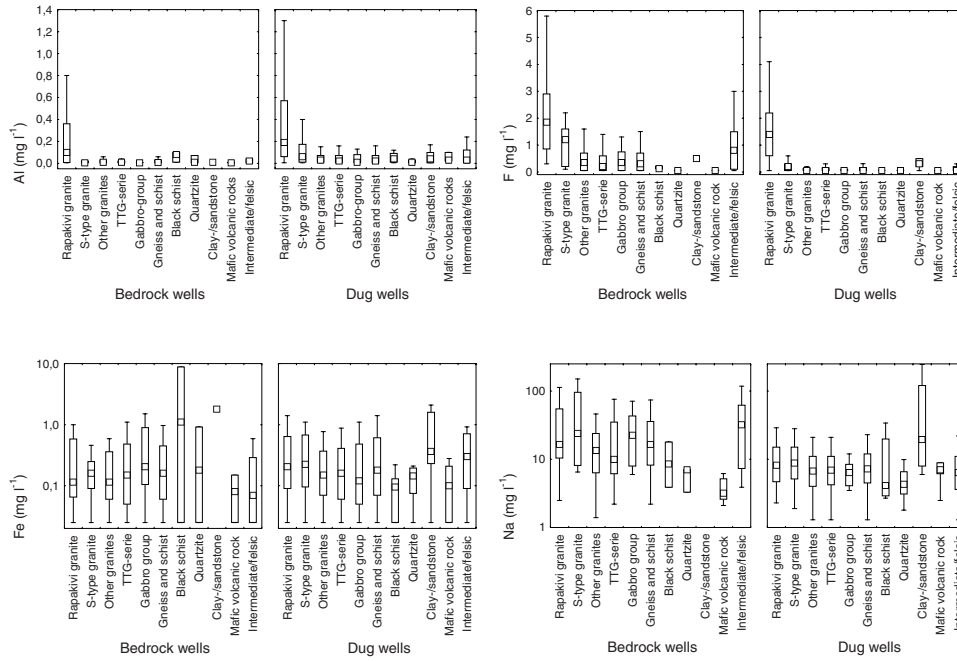 Al (mg l⁻¹)
1,4
1,2
1,0
0,8
0,6
0,4
0,2
0,0
Rapakivi granite
S-type granite
Other granites
TTG-serie
Gabbro-group
Gneiss and schist
Black schist
Quartzite
Clay-/sandstone
Mafic volcanic rocks
Intermediate/felsic
Bedrock wells
Rapakivi granite
S-type granite
Other granites
TTG-serie
Gabbro-group
Gneiss and schist
Black schist
Quartzite
Clay-/sandstone
Mafic volcanic rocks
Intermediate/felsic
Dug wells
F (mg l⁻¹)
6
5
4
3
2
1
0
Rapakivi granite
S-type granite
Other granites
TTG-serie
Gabbro group
Gneiss and schist
Black schist
Quartzite
Clay-/sandstone
Mafic volcanic rock
Intermediate/felsic
Bedrock wells
Rapakivi granite
S-type granite
Other granites
TTG-serie
Gabbro group
Gneiss and schist
Black schist
Quartzite
Clay-/sandstone
Mafic volcanic rock
Intermediate/felsic
Dug wells
Fe (mg l⁻¹)
10,0
1,0
0,1
Rapakivi granite
S-type granite
Other granites
TTG-serie
Gabbro group
Gneiss and schist
Black schist
Quartzite
Clay-/sandstone
Mafic volcanic rock
Intermediate/felsic
Bedrock wells
Rapakivi granite
S-type granite
Other granites
TTG-serie
Gabbro group
Gneiss and schist
Black schist
Quartzite
Clay-/sandstone
Mafic volcanic rock
Intermediate/felsic
Dug wells
Na (mg l⁻¹)
100
10
1
Rapakivi granite
S-type granite
Other granites
TTG-serie
Gabbro group
Gneiss and schist
Black schist
Quartzite
Clay-/sandstone
Mafic volcanic rock
Intermediate/felsic
Bedrock wells
Rapakivi granite
S-type granite
Other granites
TTG-serie
Gabbro group
Gneiss and schist
Black schist
Quartzite
Clay-/sandstone
Mafic volcanic rock
Intermediate/felsic
Dug wells